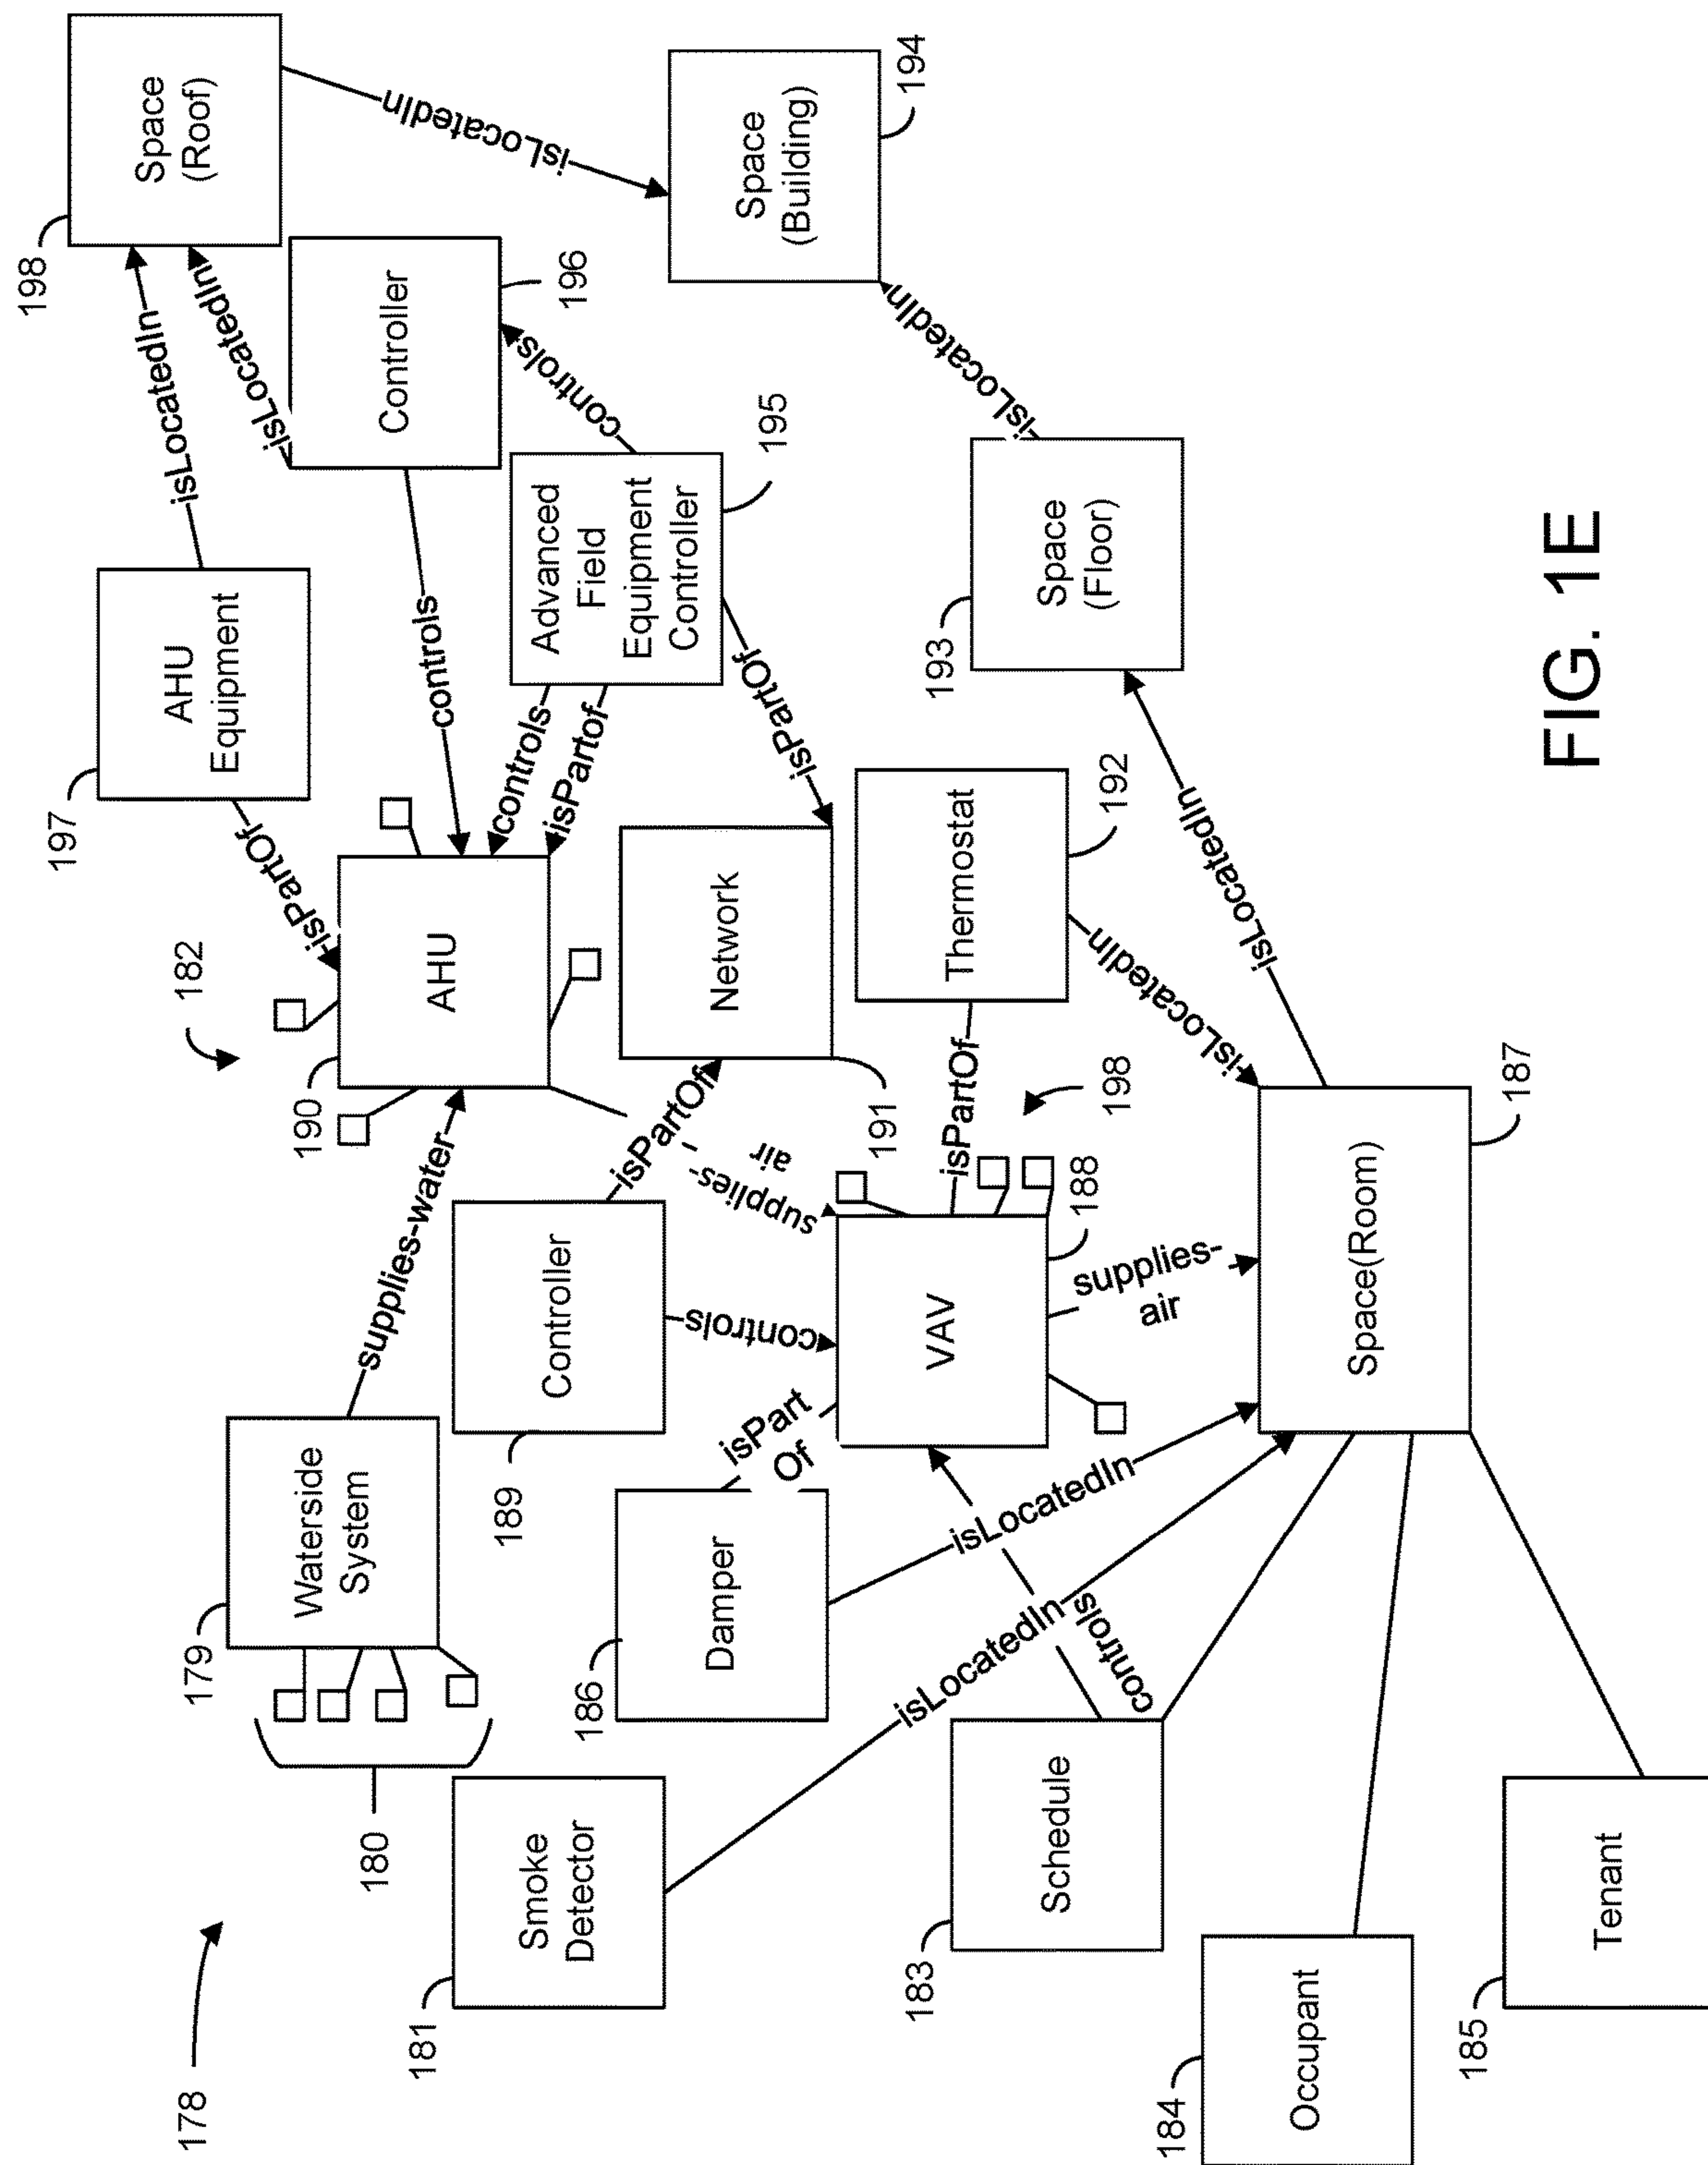 178
179
Waterside
System
180
181
Smoke
Detector
supplies-water
182
190
AHU
isPartOf
197
AHU
Equipment
isLocatedIn
198
Space
(Roof)
isLocatedIn
isLocatedIn
Controller
196
controls
controls
Advanced
Field
Equipment
Controller
195
controls
isPartof
isPartOf
Network
191
isPartOf
189
Controller
controls
supplies-
air
186
Damper
isPart
Of
isLocatedIn
isLocatedIn
VAV
188
198
isPartOf
Thermostat
192
isLocatedIn
supplies-
air
183
Schedule
controls
184
Occupant
185
Tenant
Space(Room)
187
isLocatedIn
193
Space
(Floor)
isLocatedIn
Space
(Building)
194
FIG. 1E